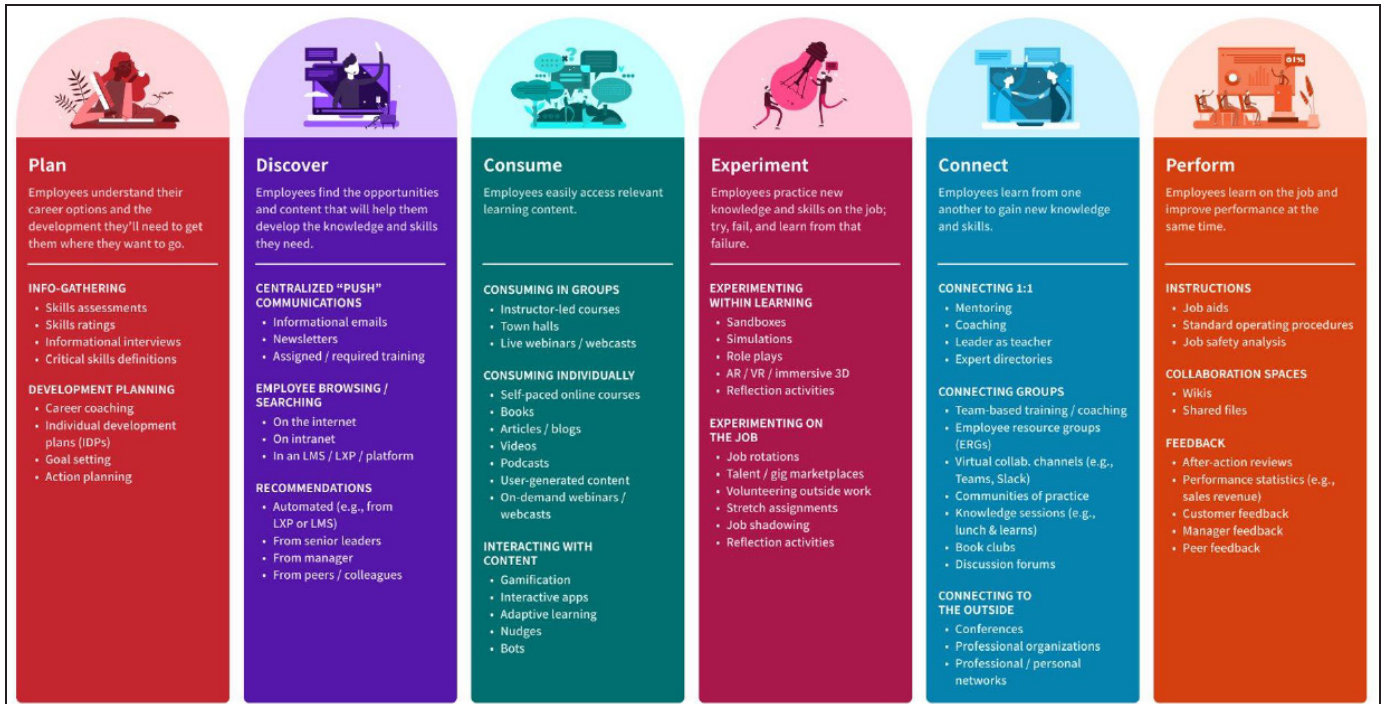 Plan
Employees understand their
career options and the
development they'll need to get
them where they want to go.
INFO-GATHERING
• Skills assessments
• Skills ratings
• Informational interviews
• Critical skills definitions
DEVELOPMENT PLANNING
• Career coaching
• Individual development
plans (IDPs)
• Goal setting
• Action planning
Discover
Employees find the opportunities
and content that will help them
develop the knowledge and skills
they need.
CENTRALIZED “PUSH”
COMMUNICATIONS
• Informational emails
• Newsletters
• Assigned / required training
EMPLOYEE BROWSING /
SEARCHING
• On the internet
• On intranet
• In an LMS / LXP / platform
RECOMMENDATIONS
• Automated (e.g., from
LXP or LMS)
• From senior leaders
• From manager
• From peers / colleagues
?
Consume
Employees easily access relevant
learning content.
CONSUMING IN GROUPS
• Instructor-led courses
• Town halls
• Live webinars / webcasts
CONSUMING INDIVIDUALLY
• Self-paced online courses
• Books
• Articles / blogs
• Videos
• Podcasts
• User-generated content
• On-demand webinars /
webcasts
INTERACTING WITH
CONTENT
• Gamification
• Interactive apps
• Adaptive learning
• Nudges
• Bots
Experiment
Employees practice new
knowledge and skills on the job;
try, fail, and learn from that
failure.
EXPERIMENTING
WITHIN LEARNING
• Sandboxes
• Simulations
• Role plays
• AR / VR / immersive 3D
• Reflection activities
EXPERIMENTING ON
THE JOB
• Job rotations
• Talent / gig marketplaces
• Volunteering outside work
• Stretch assignments
• Job shadowing
• Reflection activities
Connect
Employees learn from one
another to gain new knowledge
and skills.
CONNECTING 1:1
• Mentoring
• Coaching
• Leader as teacher
• Expert directories
CONNECTING GROUPS
• Team-based training / coaching
• Employee resource groups
(ERGs)
• Virtual collab. channels (e.g.,
Teams, Slack)
• Communities of practice
• Knowledge sessions (e.g.,
lunch & learns)
• Book clubs
• Discussion forums
CONNECTING TO
THE OUTSIDE
• Conferences
• Professional organizations
• Professional / personal
networks
Perform
Employees learn on the job and
improve performance at the
same time.
INSTRUCTIONS
• Job aids
• Standard operating procedures
• Job safety analysis
COLLABORATION SPACES
• Wikis
• Shared files
FEEDBACK
• After-action reviews
• Performance statistics (e.g.,
sales revenue)
• Customer feedback
• Manager feedback
• Peer feedback